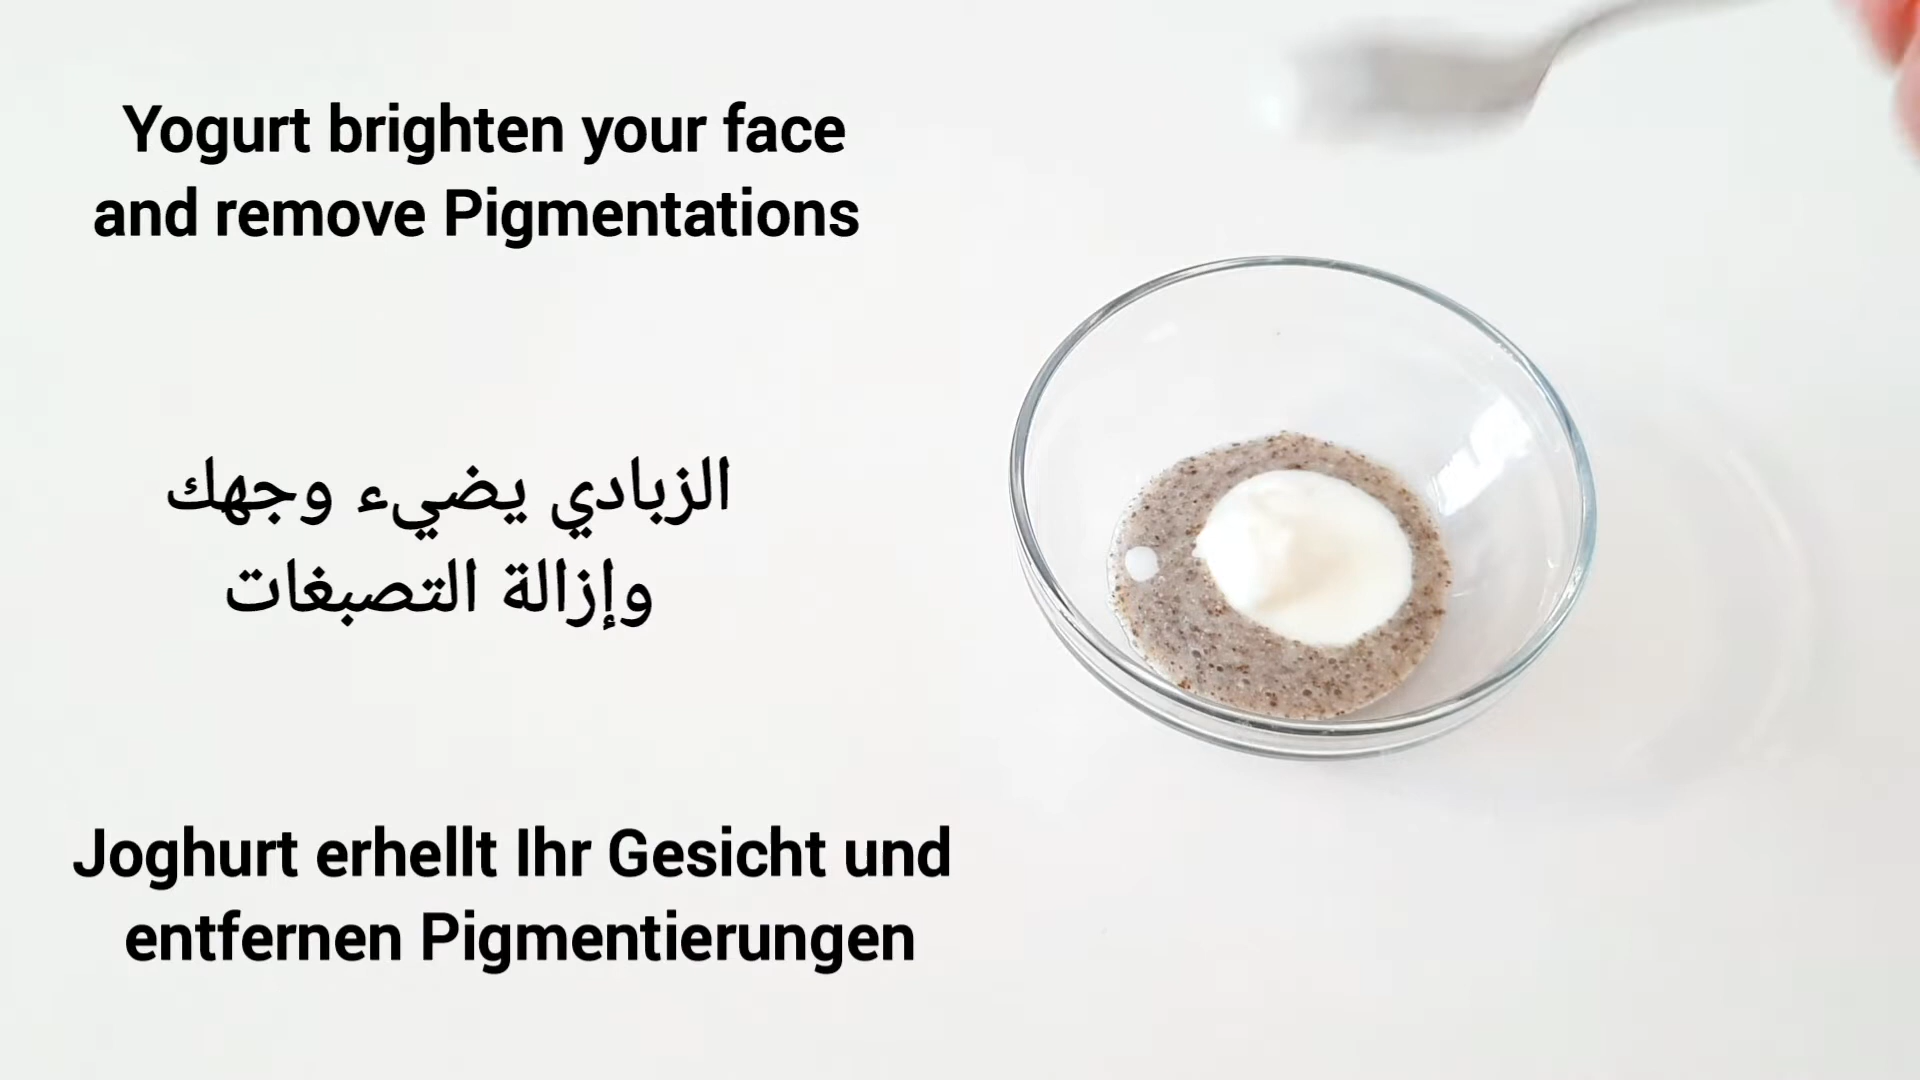 Yogurt brighten your face
and remove Pigmentations
الزبادي يضيء وجهك
وإزالة التصبغات
Joghurt erhellt Ihr Gesicht und
entfernen Pigmentierungen